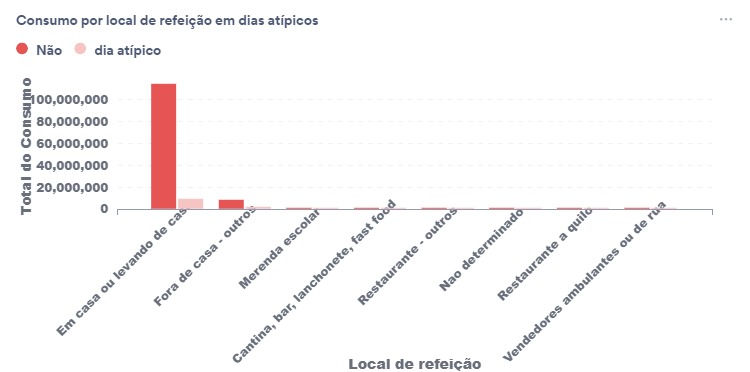 Consumo por local de refeição em dias atípicos
...
Não dia atípico
Total do Consumo
100,000,000
80,000,000
60,000,000
40,000,000
20,000,000
0
Em casa ou levando de cas
Fora de casa - outros
Merenda escolar
Cantina, bar, lanchonete, fast food
Restaurante - outros
Nao determinado
Restaurante a quilo
Vendedores ambulantes ou de rua
Local de refeição